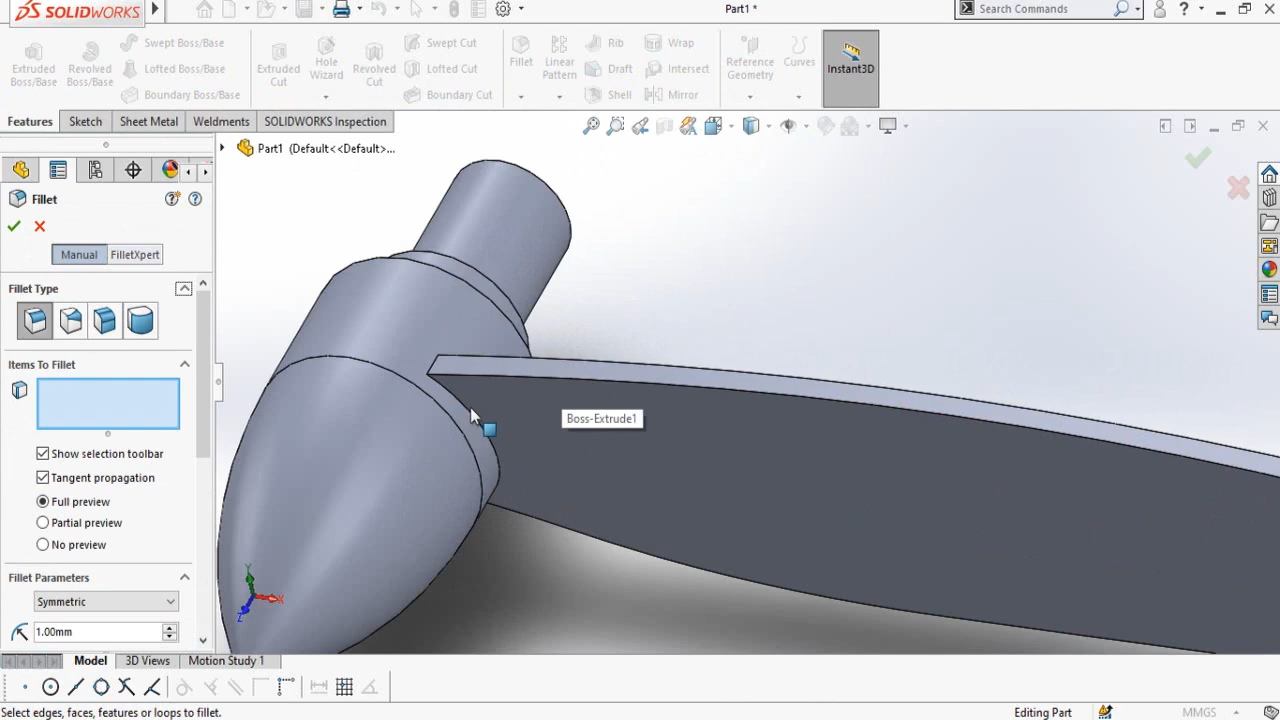 SOLIDWORKS
Part1 *
Search Commands
?
Extruded Boss/Base
Revolved Boss/Base
Swept Boss/Base
Lofted Boss/Base
Boundary Boss/Base
Extruded Cut
Hole Wizard
Revolved Cut
Swept Cut
Lofted Cut
Boundary Cut
Fillet
Linear Pattern
Rib
Draft
Shell
Wrap
Intersect
Mirror
Reference Geometry
Curves
Instant3D
Features
Sketch
Sheet Metal
Weldments
SOLIDWORKS Inspection
Part1 (Default<<Default>...
Fillet
Manual
FilletXpert
Fillet Type
Items To Fillet
Show selection toolbar
Tangent propagation
Full preview
Partial preview
No preview
Fillet Parameters
Symmetric
1.00mm
Boss-Extrude1
Y
X
Z
Model
3D Views
Motion Study 1
Select edges, faces, features or loops to fillet.
Editing Part
MMGS